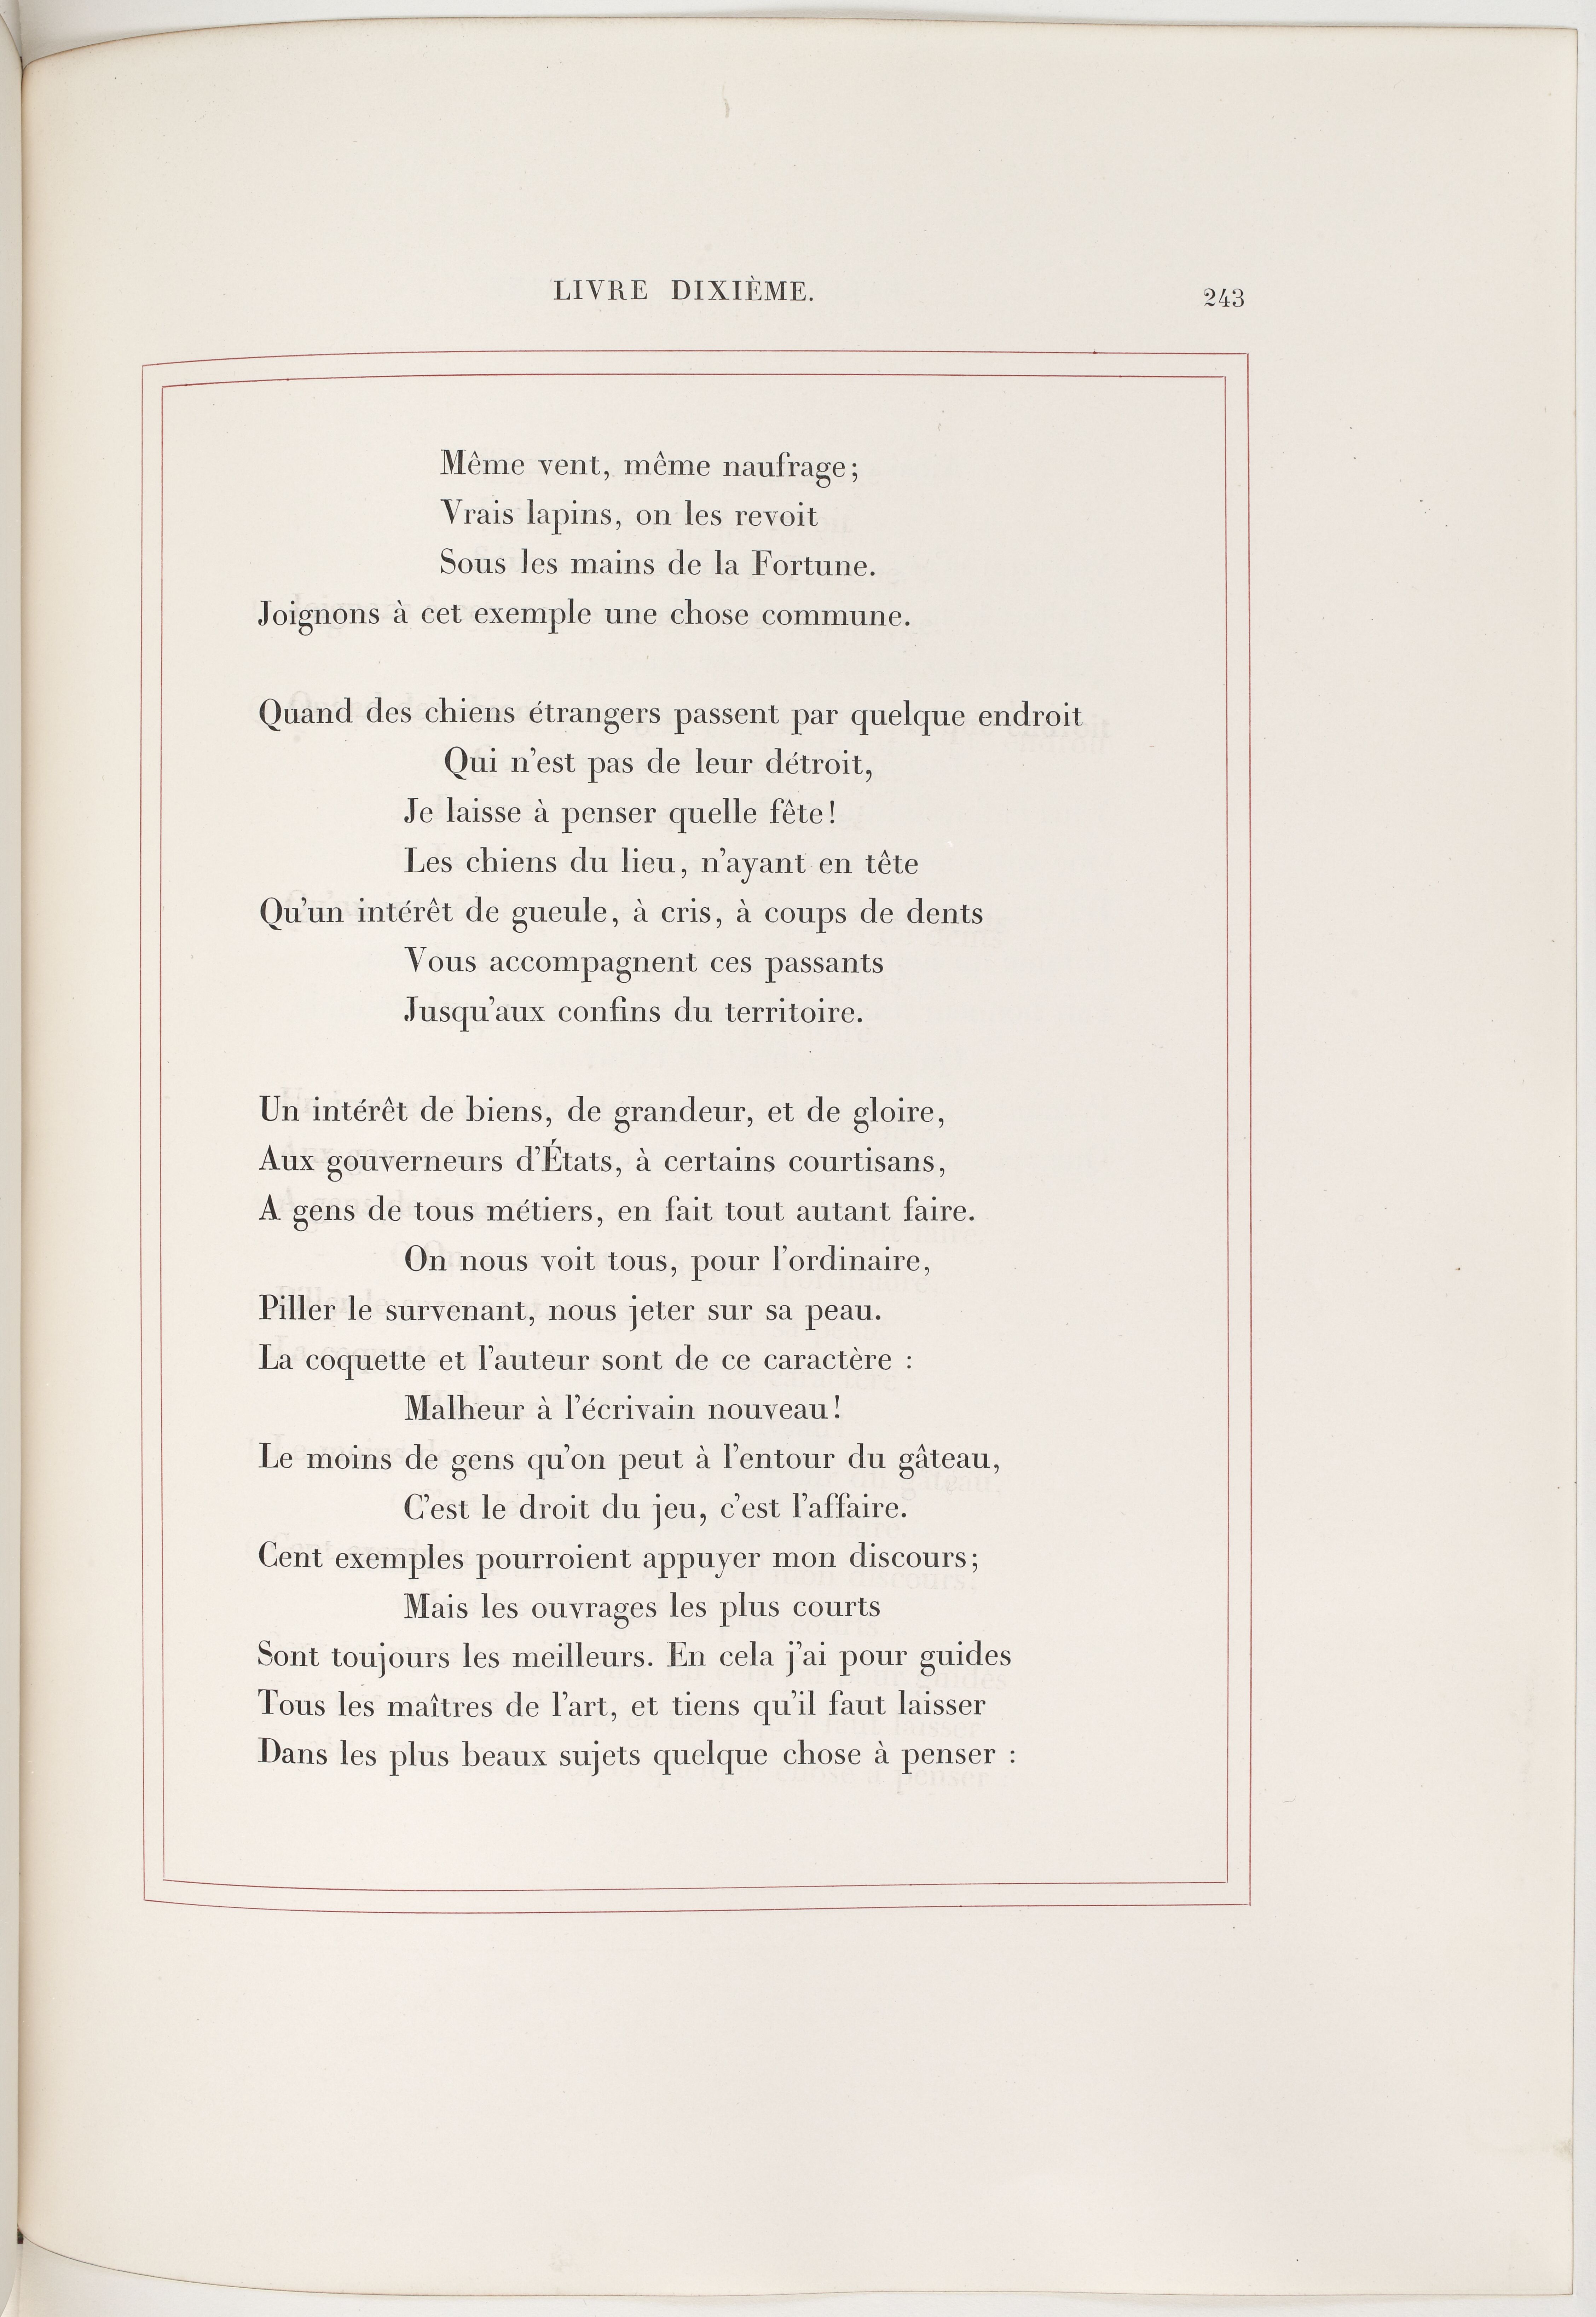 LIVRE DIXIÈME.
243
Même vent, même naufrage;
Vrais lapins, on les revoit
Sous les mains de la Fortune.
Joignons à cet exemple une chose commune.
Quand des chiens étrangers passent par quelque endroit
Qui n'est pas de leur détroit,
Je laisse à penser quelle fête!
Les chiens du lieu, n'ayant en tête
Qu'un intérêt de gueule, à cris, à coups de dents
Vous accompagnent ces passants
Jusqu'aux confins du territoire.
Un intérêt de biens, de grandeur, et de gloire,
Aux gouverneurs d'États, à certains courtisans,
A gens de tous métiers, en fait tout autant faire.
On nous voit tous, pour l'ordinaire,
Piller le survenant, nous jeter sur sa peau.
La coquette et l'auteur sont de ce caractère :
Malheur à l'écrivain nouveau!
Le moins de gens qu'on peut à l'entour du gâteau,
C'est le droit du jeu, c'est l'affaire.
Cent exemples pourroient appuyer mon discours;
Mais les ouvrages les plus courts
Sont toujours les meilleurs. En cela j'ai pour guides
Tous les maîtres de l'art, et tiens qu'il faut laisser
Dans les plus beaux sujets quelque chose à penser :